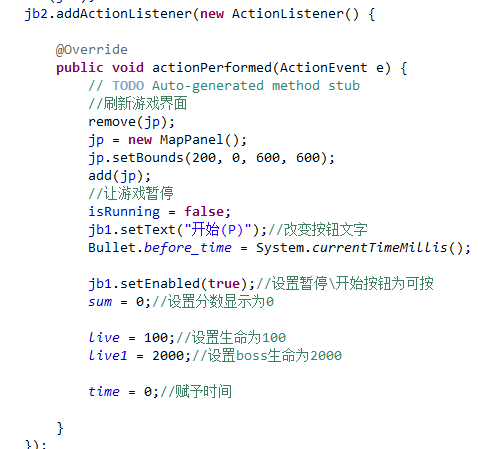 jb2.addActionListener(new ActionListener() {
@Override
public void actionPerformed(ActionEvent e) {
// TODO Auto-generated method stub
//刷新游戏界面
remove(jp);
jp = new MapPanel();
jp.setBounds(200, 0, 600, 600);
add(jp);
//让游戏暂停
isRunning = false;
jb1.setText("开始(P)");//改变按钮文字
Bullet.before_time = System.currentTimeMillis();
jb1.setEnabled(true);//设置暂停\开始按钮为可按
sum = 0;//设置分数显示为0
live = 100;//设置生命为100
live1 = 2000;//设置boss生命为2000
time = 0;//赋予时间
}
});